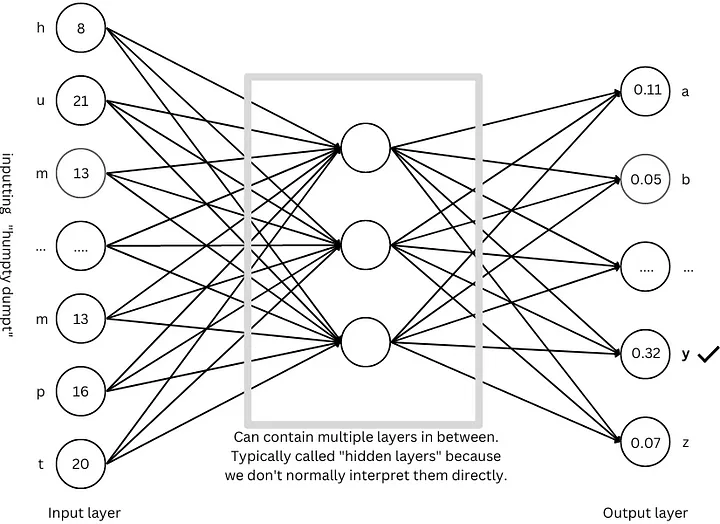 h 8
u 21
m 13
... ....
m 13
p 16
t 20
inputting "humpty dumpt"
Input layer
Can contain multiple layers in between.
Typically called "hidden layers" because
we don't normally interpret them directly.
0.11 a
0.05 b
.... ...
0.32 y ✓
0.07 z
Output layer